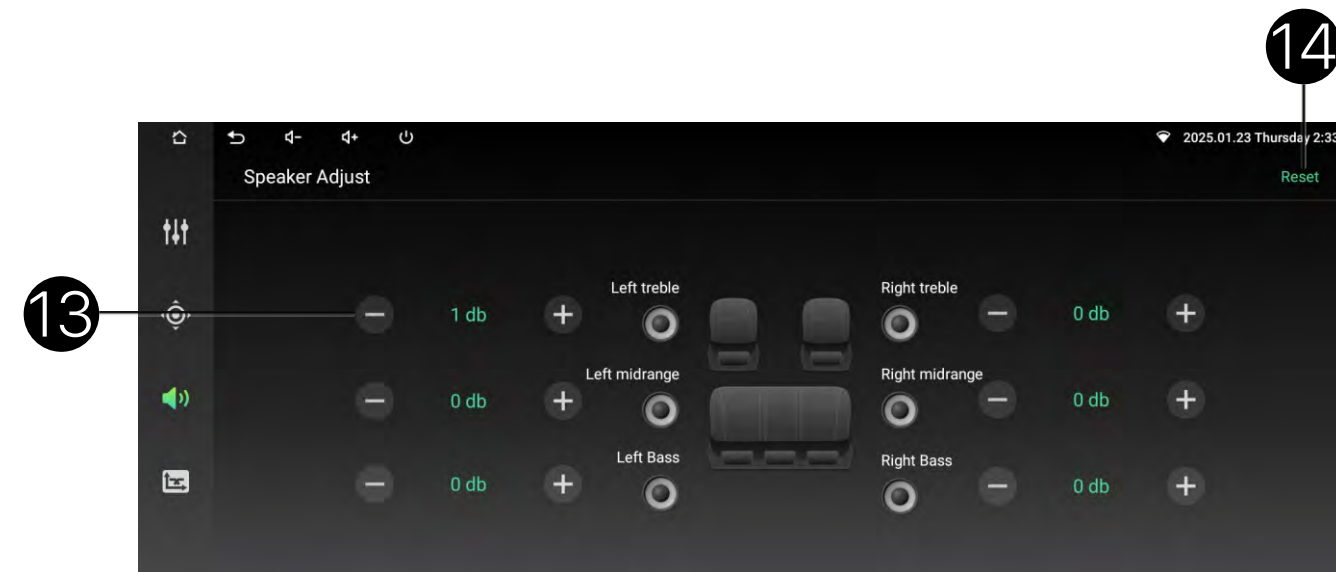 14
2025.01.23 Thursday 2:33
Speaker Adjust
Reset
13
Left treble
Right treble
1 db
0 db
Left midrange
Right midrange
0 db
0 db
Left Bass
Right Bass
0 db
0 db